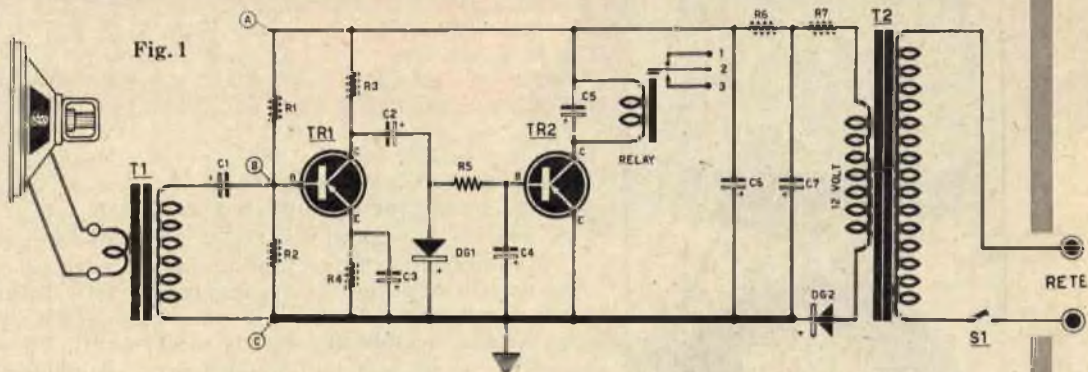 Fig. 1
T1
C1
A
B
C
R1
R2
R3
TR1
B
C
E
R4
C3
C2
DG1
R5
C4
TR2
B
C
E
C5
RELAY
1
2
3
R6
R7
C6
C7
12 VOLT
DG2
T2
S1
RETE